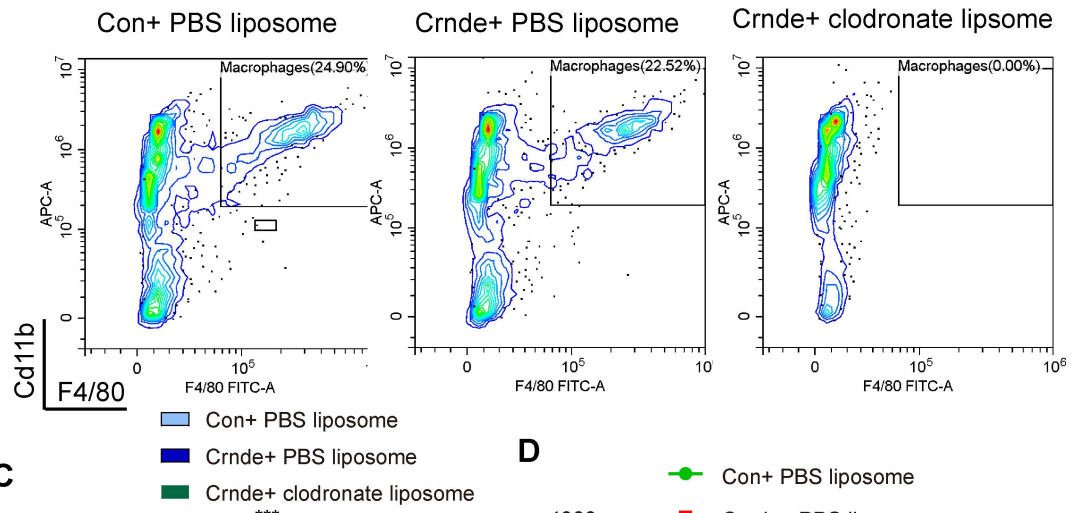 Con+ PBS liposome
Crnde+ PBS liposome
Crnde+ clodronate lipsome
Macrophages(24.90%)
10^7
10^6
10^5
0
APC-A
0
10^5
F4/80 FITC-A
Macrophages(22.52%)
10^7
10^6
10^5
0
APC-A
0
10^5
10
F4/80 FITC-A
Macrophages(0.00%)
10^7
10^6
10^5
0
APC-A
0
10^5
10^6
F4/80 FITC-A
Cd11b
F4/80
Con+ PBS liposome
Crnde+ PBS liposome
Crnde+ clodronate liposome
***
C
D
Con+ PBS liposome